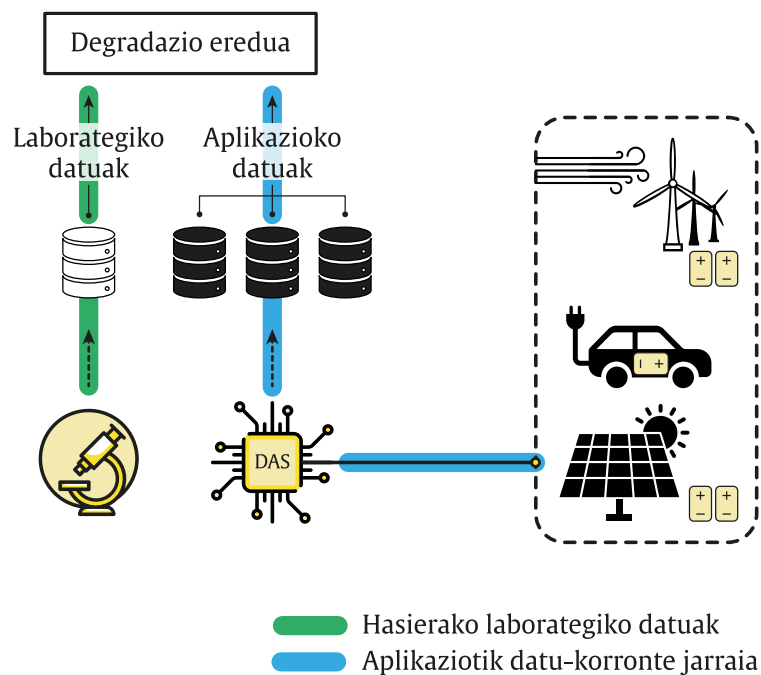 Degradazio eredua
Laborategiko
datuak
Aplikazioko
datuak
+ +
− −
− +
DAS
+ +
− −
Hasierako laborategiko datuak
Aplikaziotik datu-korronte jarraia